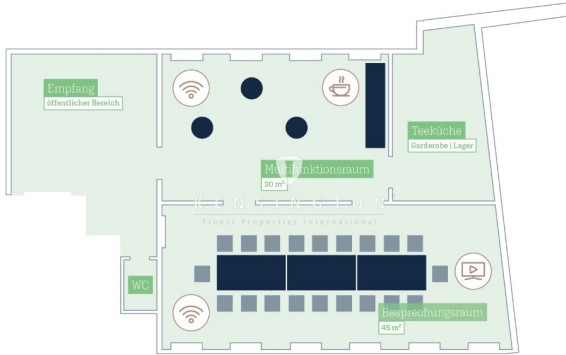 Empfang
öffentlicher Bereich
Teeküche
Garderobe | Lager
Multifunktionsraum
30 m²
KENSINGTON
Finest Properties International
WC
Besprechungsraum
45 m²